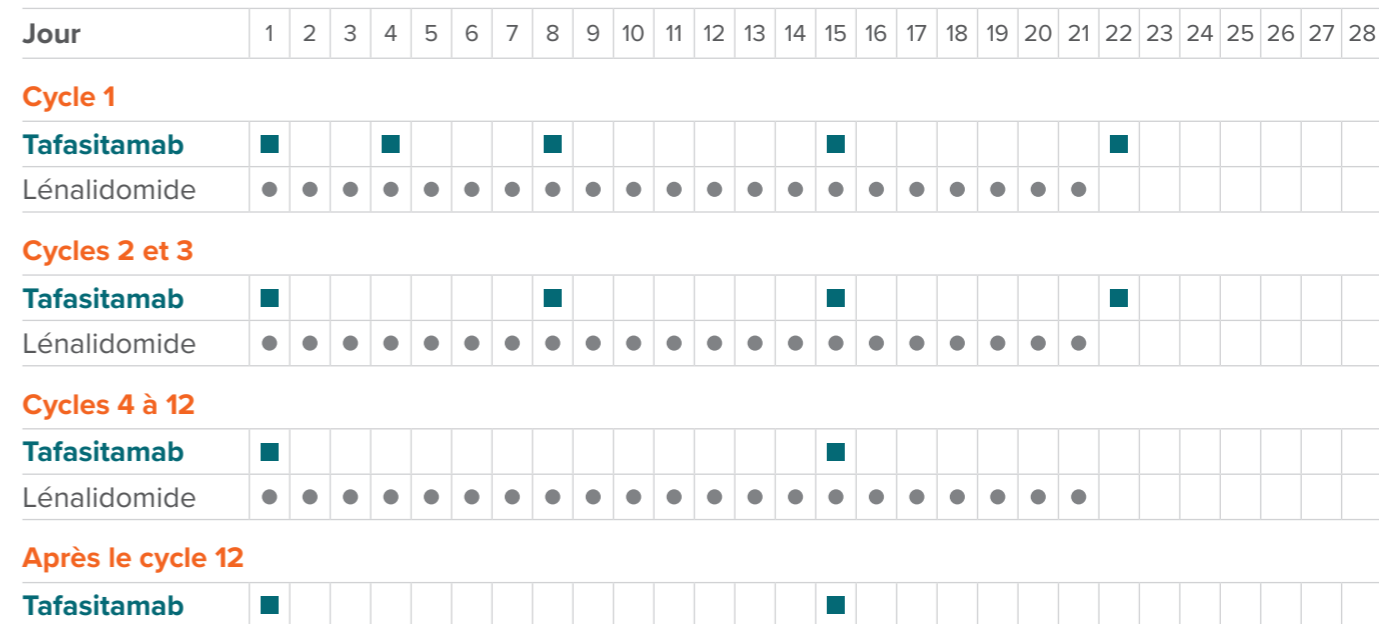 Jour 1 2 3 4 5 6 7 8 9 10 11 12 13 14 15 16 17 18 19 20 21 22 23 24 25 26 27 28
Cycle 1
Tafasitamab
Lénalidomide
Cycles 2 et 3
Tafasitamab
Lénalidomide
Cycles 4 à 12
Tafasitamab
Lénalidomide
Après le cycle 12
Tafasitamab